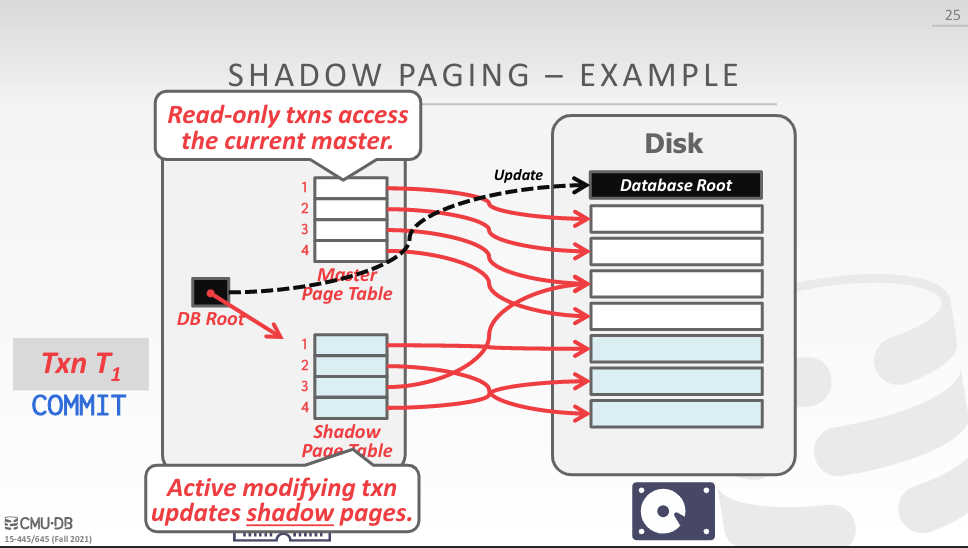 25
SHADOW PAGING – EXAMPLE
Read-only txns access
the current master.
Disk
Update
Database Root
1
2
3
4
Master
Page Table
DB Root
1
2
3
4
Txn T1
COMMIT
Shadow
Page Table
Active modifying txn
updates shadow pages.
CMU·DB
15-445/645 (Fall 2021)